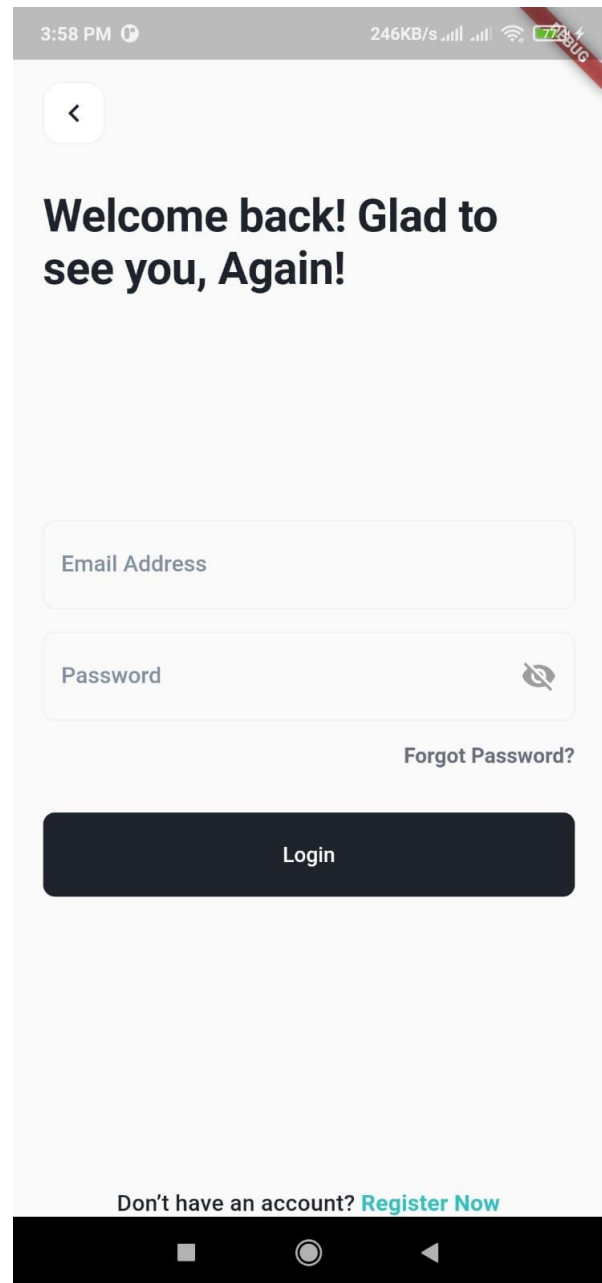 3:58 PM 246KB/s 77
DEBUG
Welcome back! Glad to
see you, Again!
Email Address
Password
Forgot Password?
Login
Don’t have an account? Register Now